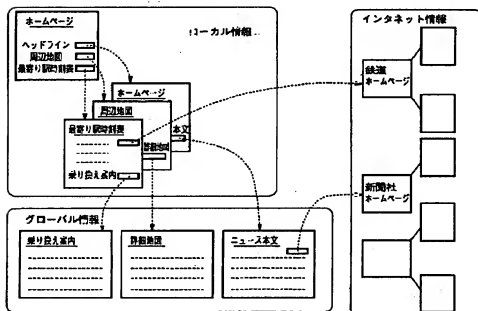 ホームページ
ヘッドライン
周辺地図
最寄り駅時刻表
ローカル情報
ホームページ
周辺地図
本文
最寄り駅時刻表
詳細地図
乗り換え案内
グローバル情報
乗り換え案内
詳細地図
ニュース本文
インタネット情報
鉄道
ホームページ
新聞社
ホームページ